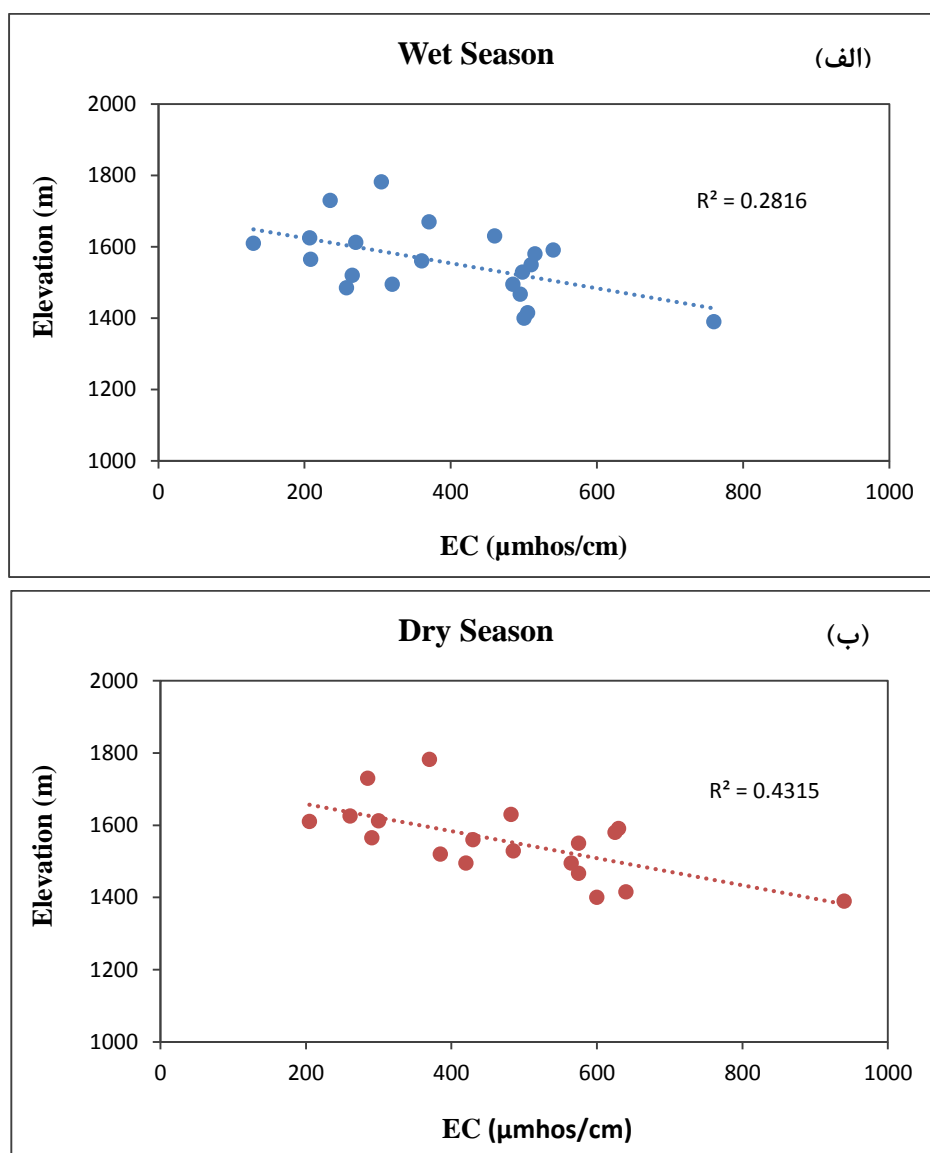 Wet Season
(الف)
2000
1800
1600
1400
1200
1000
Elevation (m)
R² = 0.2816
0 200 400 600 800 1000
EC (µmhos/cm)
Dry Season
(ب)
2000
1800
1600
1400
1200
1000
Elevation (m)
R² = 0.4315
0 200 400 600 800 1000
EC (µmhos/cm)